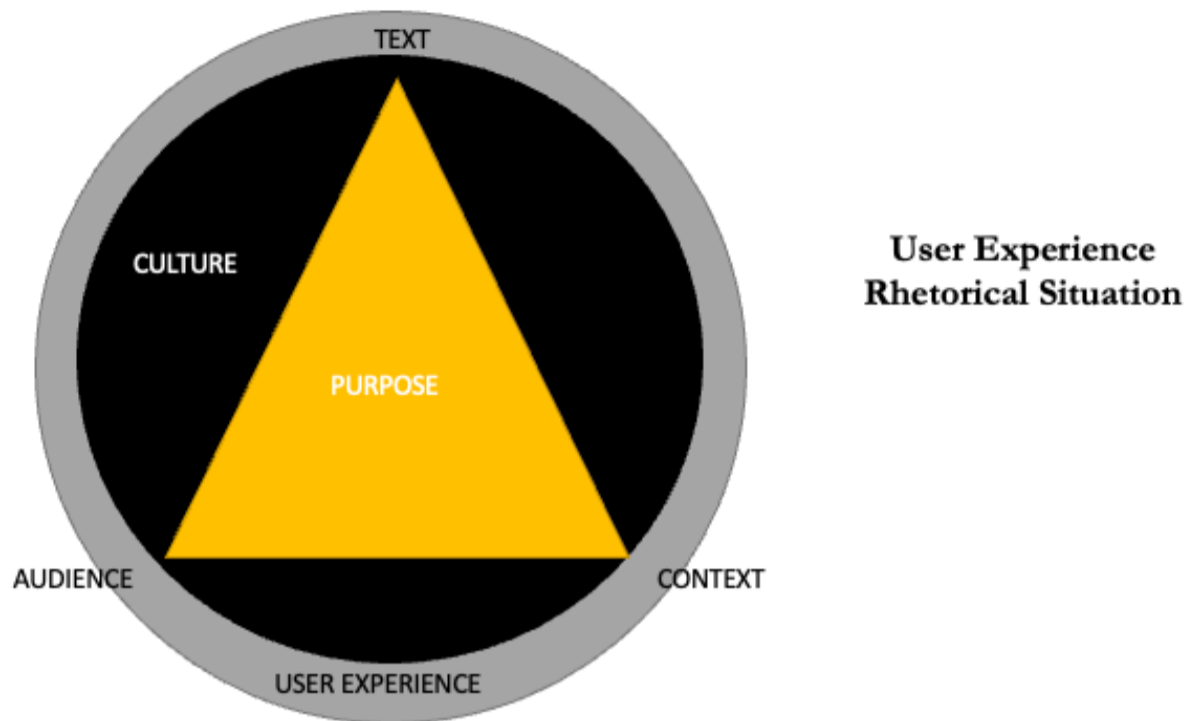 TEXT
CULTURE
User Experience
Rhetorical Situation
PURPOSE
AUDIENCE
CONTEXT
USER EXPERIENCE